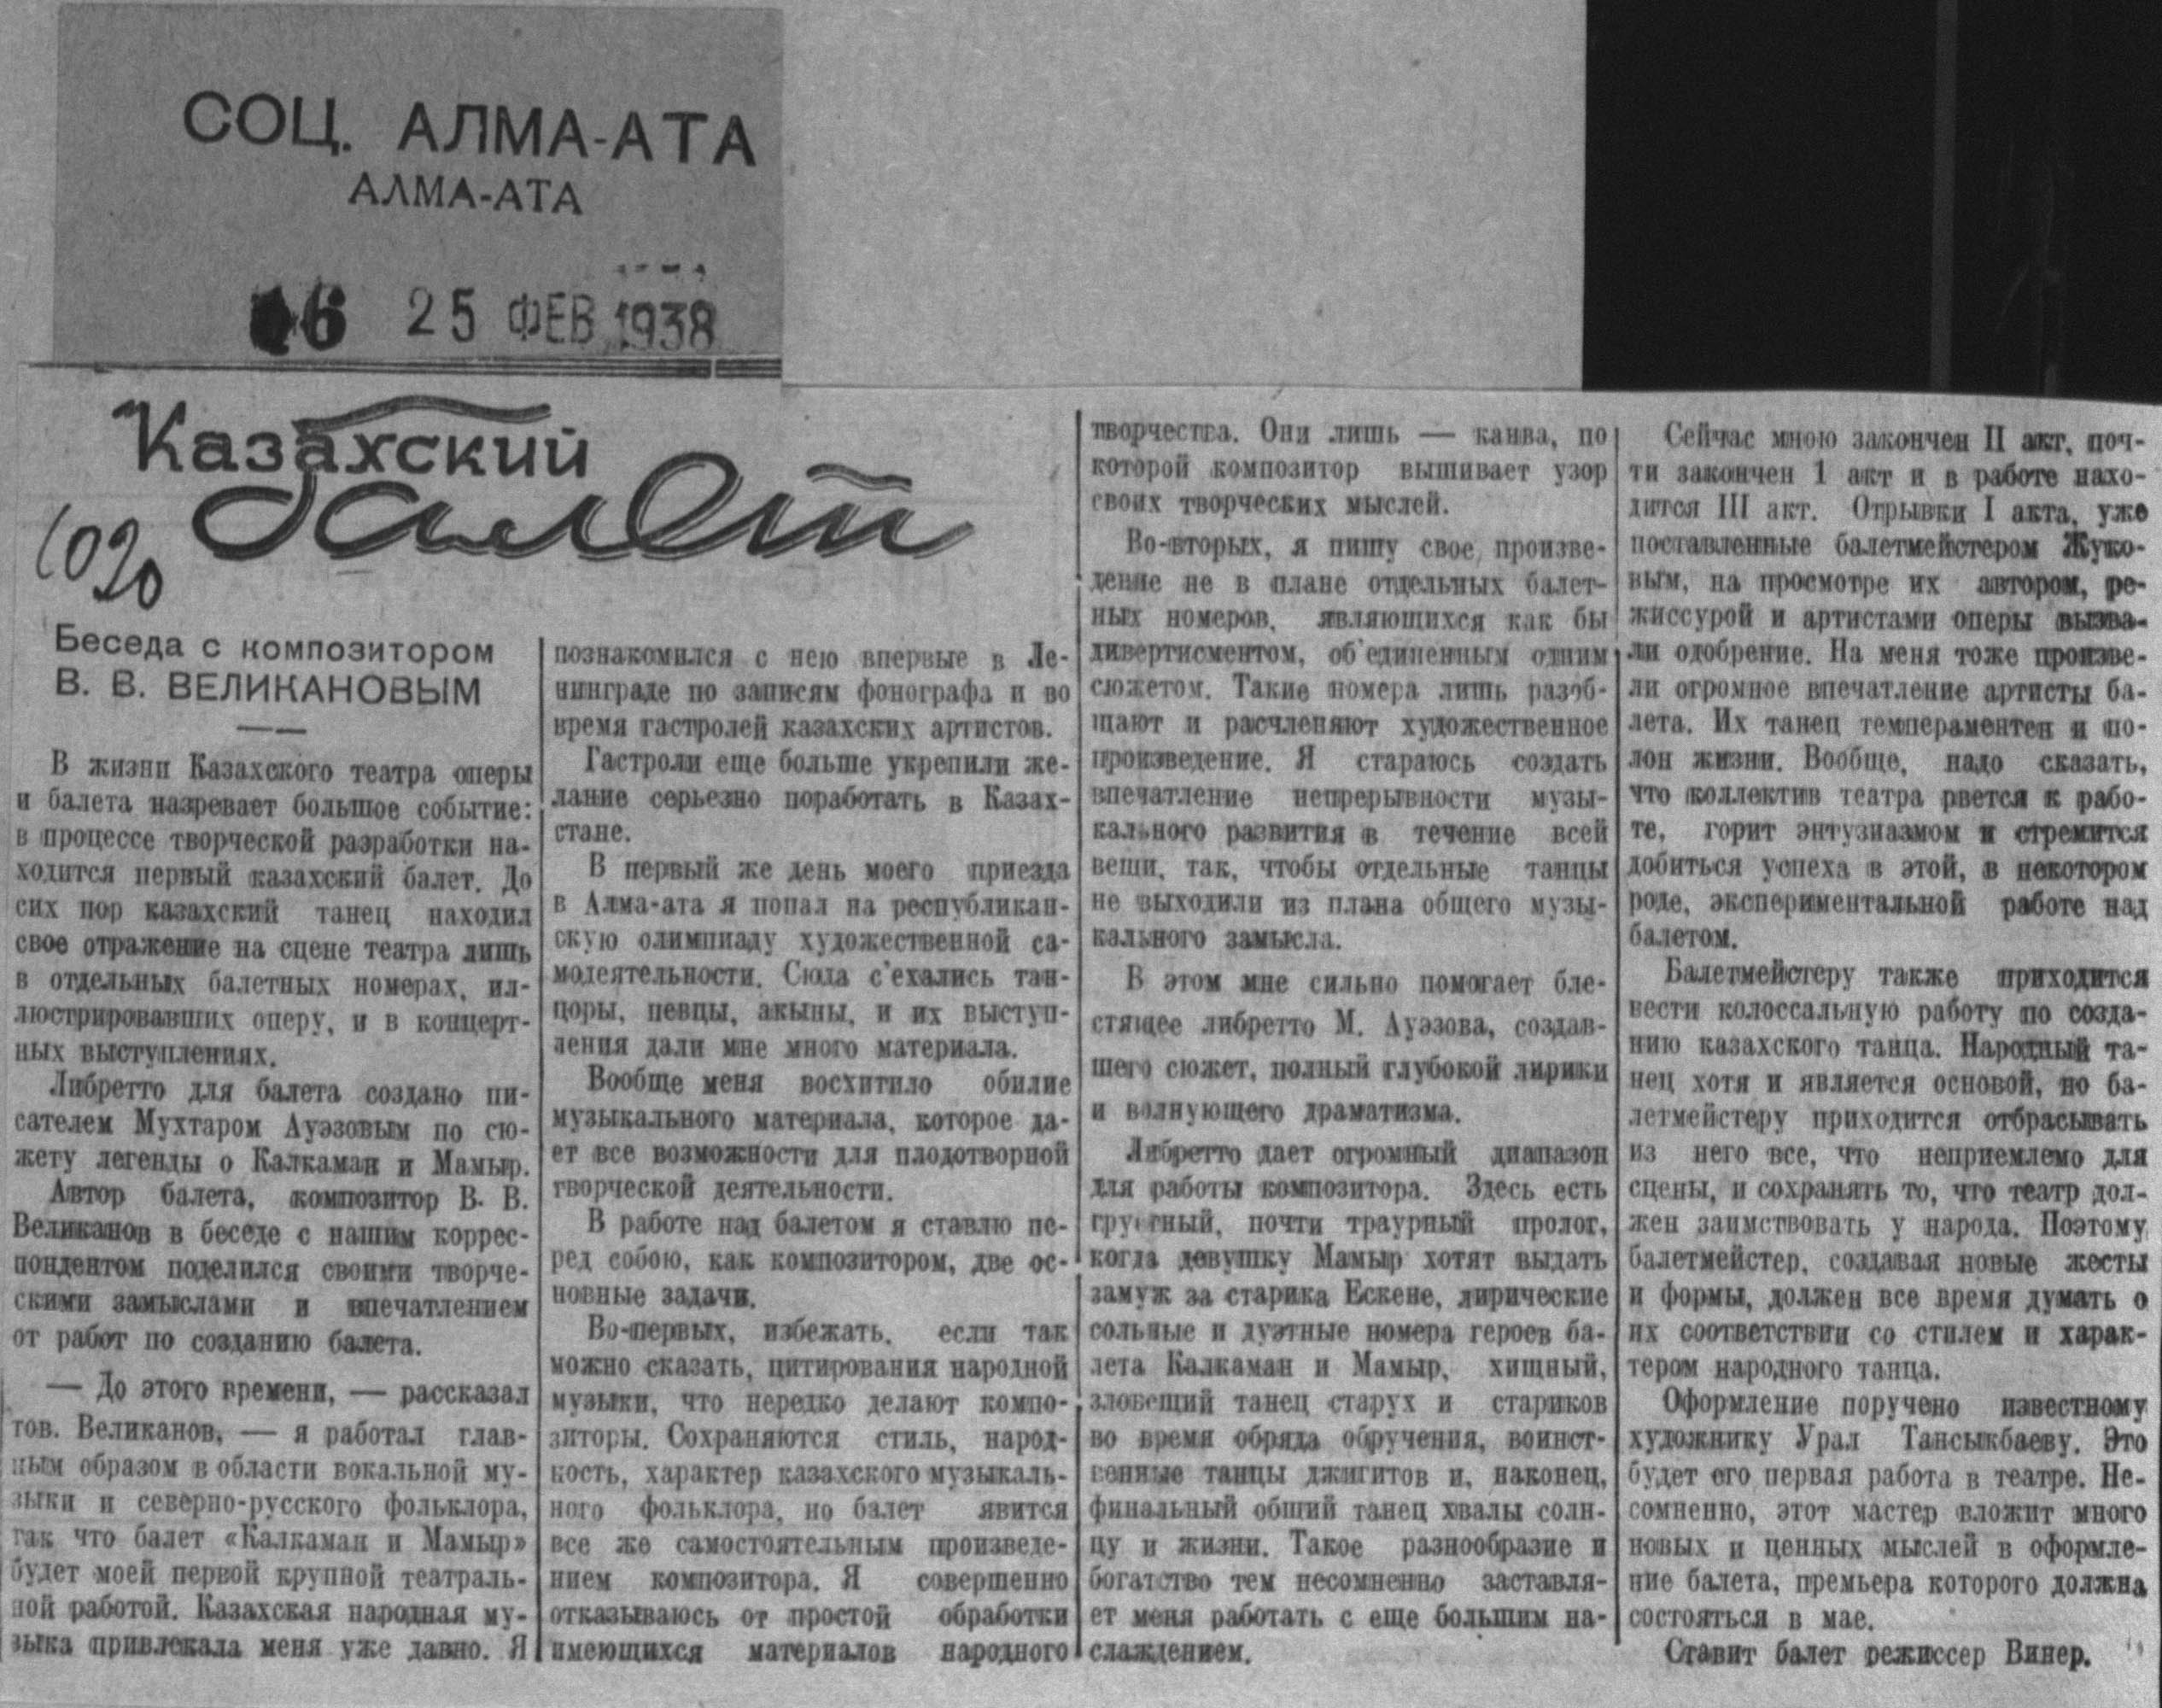 СОЦ. АЛМА-АТА
АЛМА-АТА
25 ФЕВ 1938
Казахский
балет
Беседа с композитором
В. В. ВЕЛИКАНОВЫМ
В жизни Казахского театра оперы
и балета назревает большое событие:
в процессе творческой разработки на-
ходится первый казахский балет. До
сих пор казахский танец находил
свое отражение на сцене театра лишь
в отдельных балетных номерах, ил-
люстрировавших оперу, и в концерт-
ных выступлениях.
Либретто для балета создано пи-
сателем Мухтаром Ауэзовым по сю-
жету легенды о Калкаман и Мамыр.
Автор балета, композитор В. В.
Великанов в беседе с нашим коррес-
пондентом поделился своими творче-
скими замыслами и впечатлением
от работ по созданию балета.
— До этого времени, — рассказал
тов. Великанов, — я работал глав-
ным образом в области вокальной му-
зыки и северно-русского фольклора,
так что балет «Калкаман и Мамыр»
будет моей первой крупной театраль-
ной работой. Казахская народная му-
зыка привлекала меня уже давно. Я
познакомился с нею впервые в Ле-
нинграде по записям фонографа и во
время гастролей казахских артистов.
Гастроли еще больше укрепили же-
лание серьезно поработать в Казах-
стане.
В первый же день моего приезда
в Алма-ата я попал на республикан-
скую олимпиаду художественной са-
модеятельности. Сюда с'ехались тан-
цоры, певцы, акыны, и их выступ-
ления дали мне много материала.
Вообще меня восхитило обилие
музыкального материала, которое да-
ет все возможности для плодотворной
творческой деятельности.
В работе над балетом я ставлю пе-
ред собою, как композитором, две ос-
новные задачи.
Во-первых, избежать, если так
можно сказать, цитирования народной
музыки, что нередко делают компо-
зиторы. Сохраняются стиль, народ-
ность, характер казахского музыкаль-
ного фольклора, но балет явится
все же самостоятельным произведе-
нием композитора. Я совершенно
отказываюсь от простой обработки
имеющихся материалов народного
творчества. Они лишь — канва, по
которой композитор вышивает узор
своих творческих мыслей.
Во-вторых, я пишу свое произве-
дение не в плане отдельных балет-
ных номеров, являющихся как бы
дивертисментом, об'единенным одним
сюжетом. Такие номера лишь разоб-
щают и расчленяют художественное
произведение. Я стараюсь создать
впечатление непрерывности музы-
кального развития в течение всей
вещи, так, чтобы отдельные танцы
не выходили из плана общего музы-
кального замысла.
В этом мне сильно помогает бле-
стящее либретто М. Ауэзова, создав-
шего сюжет, полный глубокой лирики
и волнующего драматизма.
Либретто дает огромный диапазон
для работы композитора. Здесь есть
грустный, почти траурный пролог,
когда девушку Мамыр хотят выдать
замуж за старика Ескене, лирические
сольные и дуэтные номера героев ба-
лета Калкаман и Мамыр, хищный,
зловещий танец старух и стариков
во время обряда обручения, воинст-
венные танцы джигитов и, наконец,
финальный общий танец хвалы солн-
цу и жизни. Такое разнообразие и
богатство тем несомненно заставля-
ет меня работать с еще большим на-
слаждением.
Сейчас мною закончен II акт, поч-
ти закончен 1 акт и в работе нахо-
дится III акт. Отрывки I акта, уже
поставленные балетмейстером Жуко-
вым, на просмотре их автором, ре-
жиссурой и артистами оперы вызва-
ли одобрение. На меня тоже произве-
ли огромное впечатление артисты ба-
лета. Их танец темпераментен и по-
лон жизни. Вообще, надо сказать,
что коллектив театра рвется к рабо-
те, горит энтузиазмом и стремится
добиться успеха в этой, в некотором
роде, экспериментальной работе над
балетом.
Балетмейстеру также приходится
вести колоссальную работу по созда-
нию казахского танца. Народный та-
нец хотя и является основой, но ба-
летмейстеру приходится отбрасывать
из него все, что неприемлемо для
сцены, и сохранять то, что театр дол-
жен заимствовать у народа. Поэтому
балетмейстер, создавая новые жесты
и формы, должен все время думать о
их соответствии со стилем и харак-
тером народного танца.
Оформление поручено известному
художнику Урал Тансыкбаеву. Это
будет его первая работа в театре. Не-
сомненно, этот мастер вложит много
новых и ценных мыслей в оформле-
ние балета, премьера которого должна
состояться в мае.
Ставит балет режиссер Винер.